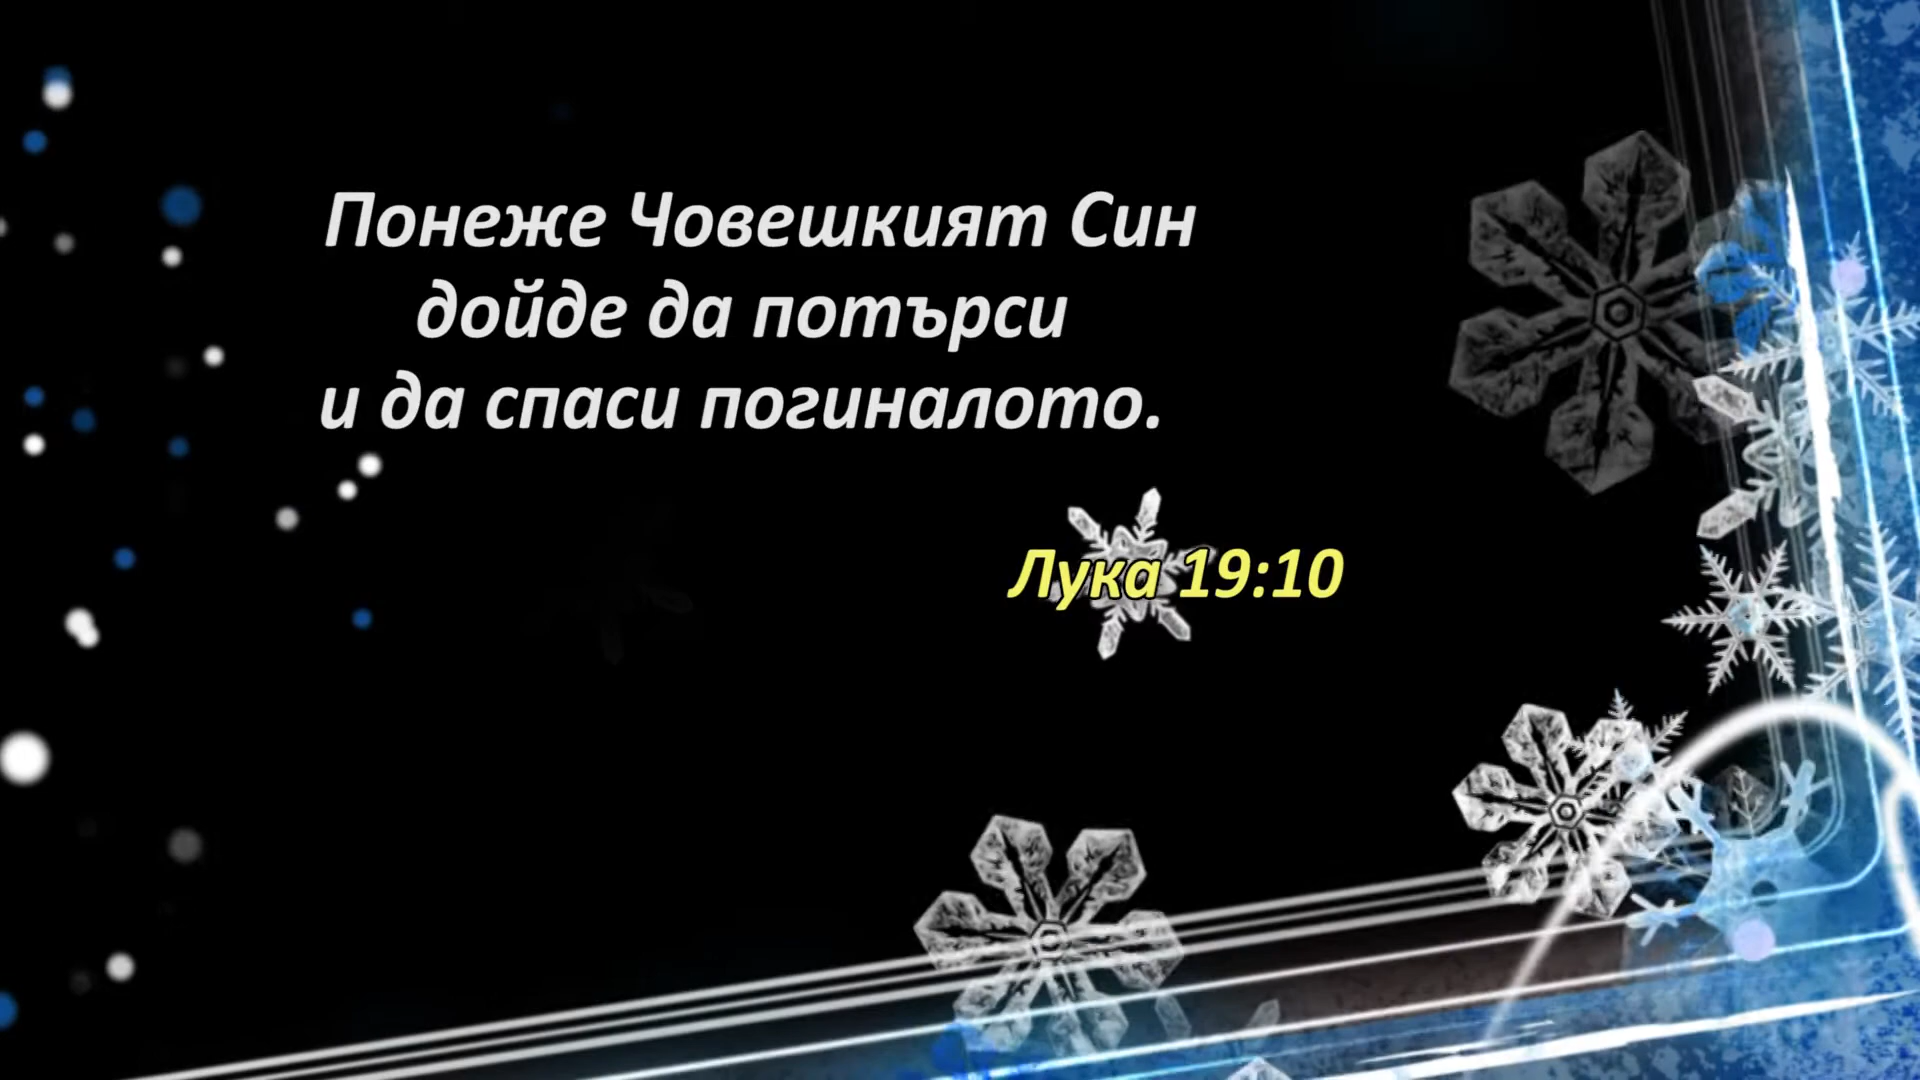 Понеже Човешкият Син
дойде да потърси
и да спаси погиналото.
Лука 19:10